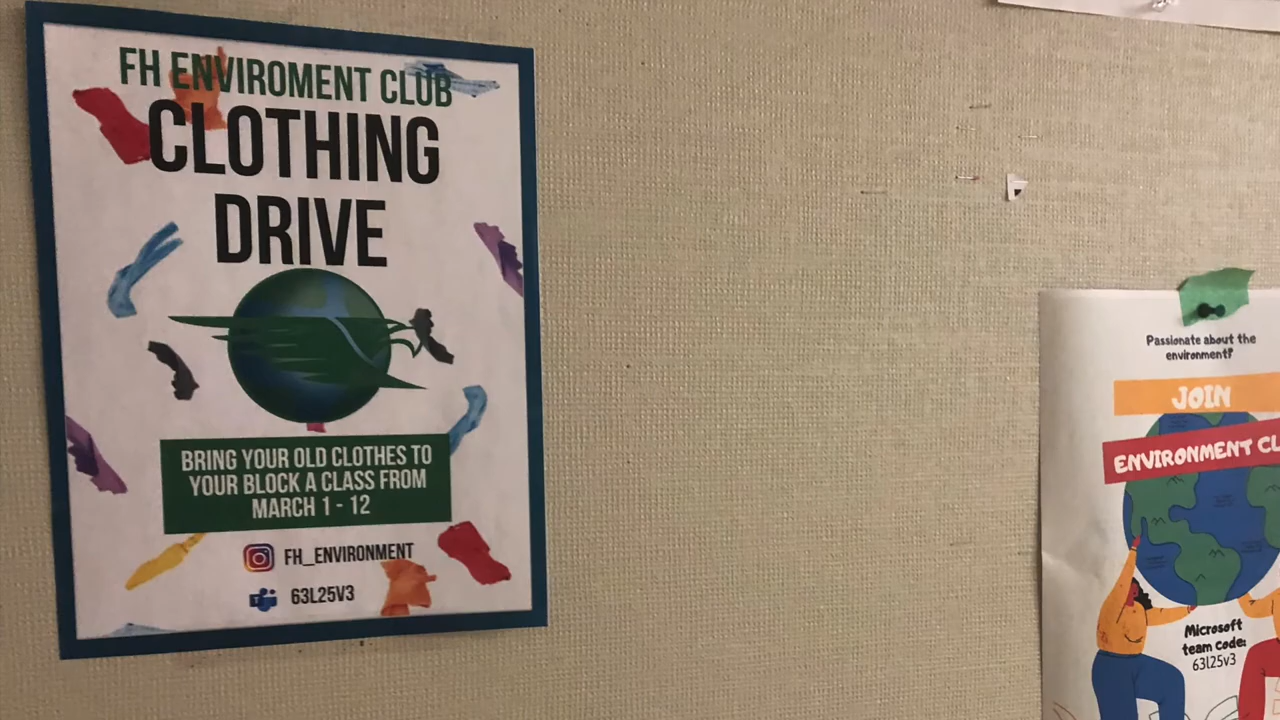 FH ENVIROMENT CLUB
CLOTHING
DRIVE
BRING YOUR OLD CLOTHES TO
YOUR BLOCK A CLASS FROM
MARCH 1 - 12
FH_ENVIRONMENT
63L25V3
Passionate about the
environment?
JOIN
ENVIRONMENT CL
Microsoft
team code:
63l25v3